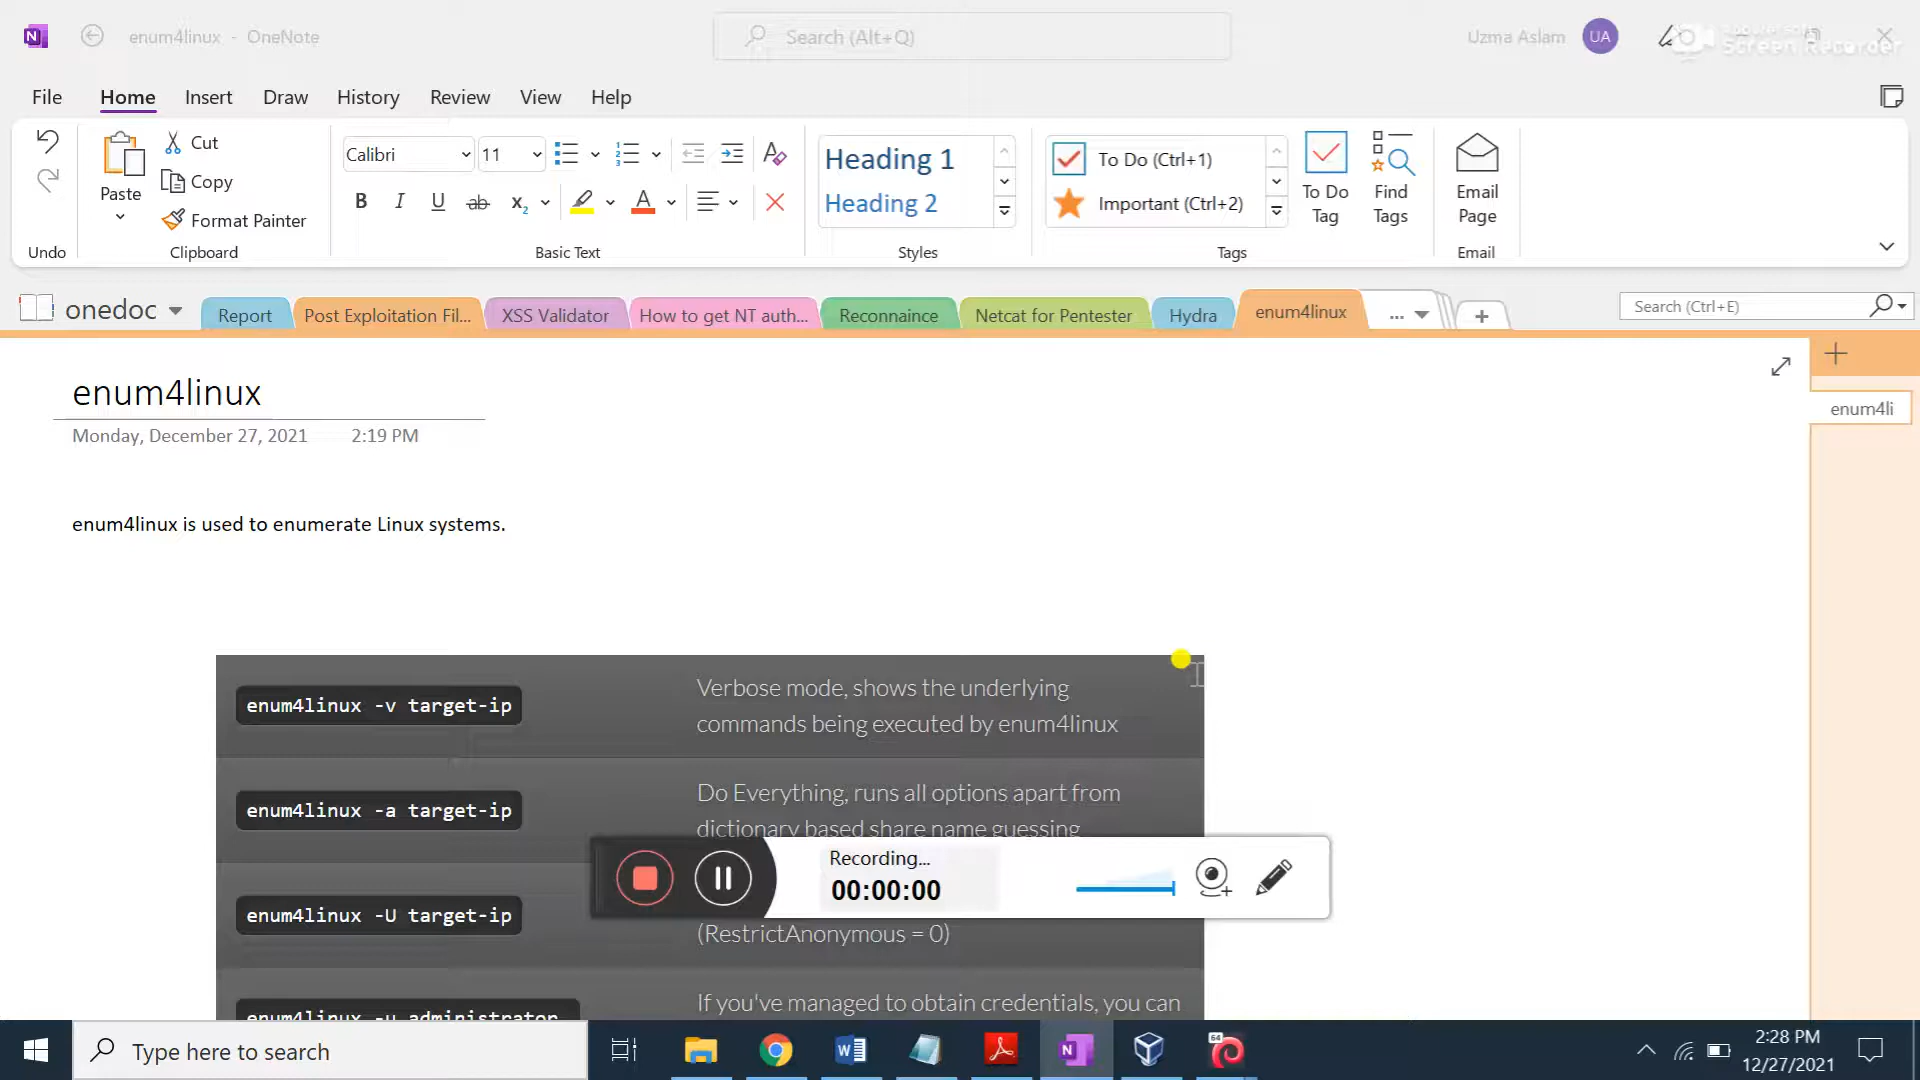 enum4linux - OneNote
Search (Alt+Q)
Uzma Aslam
UA
Screen Recorder
File
Home
Insert
Draw
History
Review
View
Help
Undo
Paste
Cut
Copy
Format Painter
Clipboard
Calibri
11
Basic Text
Heading 1
Heading 2
Styles
To Do (Ctrl+1)
Important (Ctrl+2)
To Do
Tag
Find
Tags
Tags
Email
Page
Email
onedoc
Report
Post Exploitation Fil...
XSS Validator
How to get NT auth...
Reconnaince
Netcat for Pentester
Hydra
enum4linux
...
Search (Ctrl+E)
enum4linux
Monday, December 27, 2021 2:19 PM
enum4li
enum4linux is used to enumerate Linux systems.
enum4linux -v target-ip
Verbose mode, shows the underlying
commands being executed by enum4linux
enum4linux -a target-ip
Do Everything, runs all options apart from
dictionary based share name guessing
enum4linux -U target-ip
(RestrictAnonymous = 0)
enum4linux -u administrator
If you've managed to obtain credentials, you can
Recording...
00:00:00
Type here to search
64
2:28 PM
12/27/2021